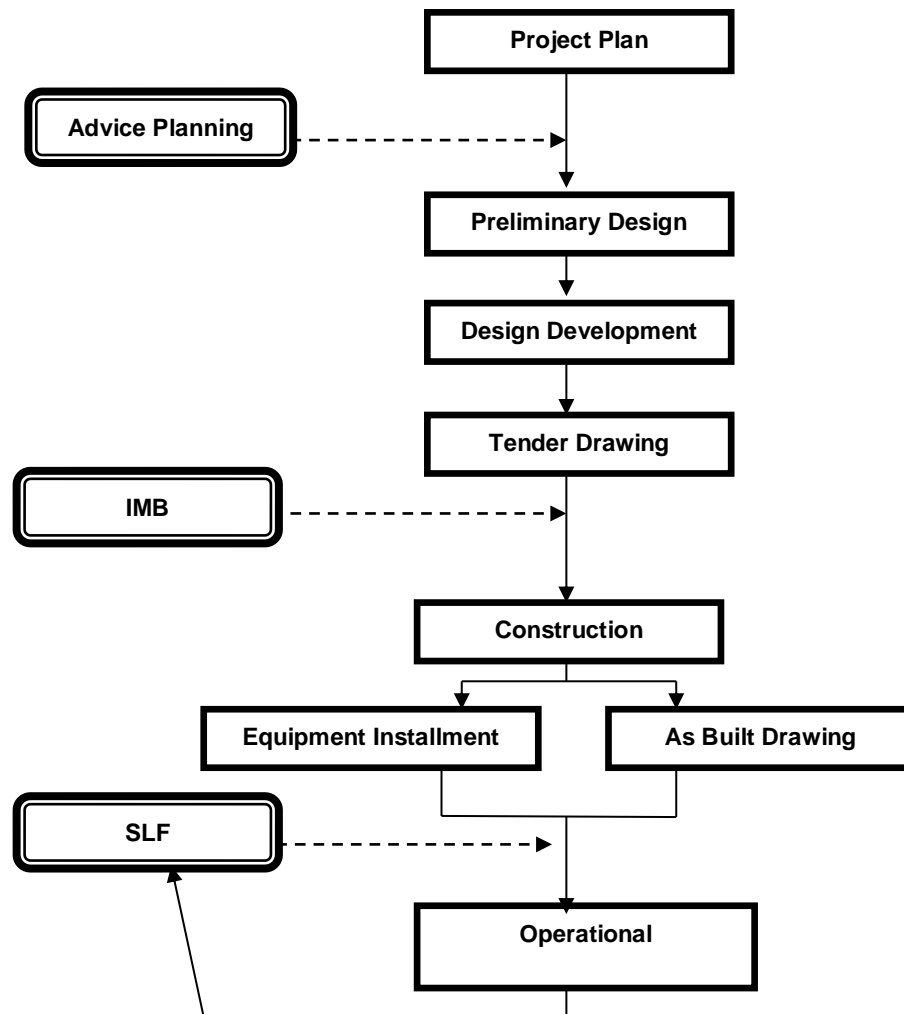 Project Plan
Advice Planning
Preliminary Design
Design Development
Tender Drawing
IMB
Construction
Equipment Installment
As Built Drawing
SLF
Operational